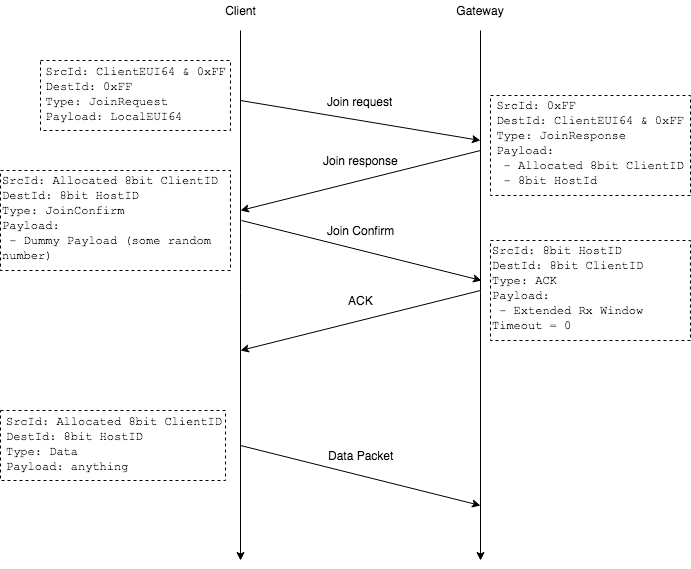 Client
Gateway
SrcId: ClientEUI64 & 0xFF
DestId: 0xFF
Type: JoinRequest
Payload: LocalEUI64
Join request
SrcId: 0xFF
DestId: ClientEUI64 & 0xFF
Type: JoinResponse
Payload:
- Allocated 8bit ClientID
- 8bit HostId
Join response
SrcId: Allocated 8bit ClientID
DestId: 8bit HostID
Type: JoinConfirm
Payload:
- Dummy Payload (some random
number)
Join Confirm
SrcId: 8bit HostID
DestId: 8bit ClientID
Type: ACK
Payload:
- Extended Rx Window
Timeout = 0
ACK
SrcId: Allocated 8bit ClientID
DestId: 8bit HostID
Type: Data
Payload: anything
Data Packet